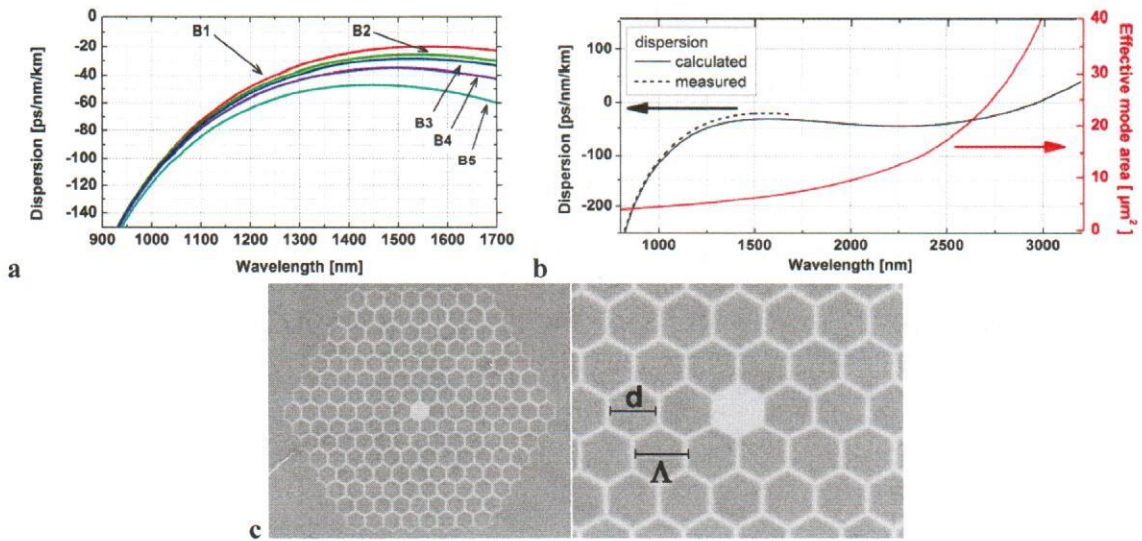 0
-20
-40
-60
-80
-100
-120
-140
Dispersion [ps/nm/km]
B1
B2
B3
B4
B5
900 1000 1100 1200 1300 1400 1500 1600 1700
Wavelength [nm]
a
100
0
-100
-200
Dispersion [ps/nm/km]
dispersion
calculated
measured
40
30
20
10
0
Effective mode area [ μm²]
1000 1500 2000 2500 3000
Wavelength [nm]
b
d
Λ
c